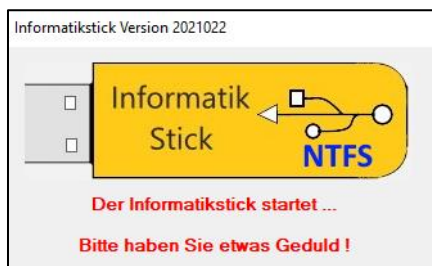 Informatikstick Version 2021022
Informatik
Stick
NTFS
Der Informatikstick startet ...
Bitte haben Sie etwas Geduld !